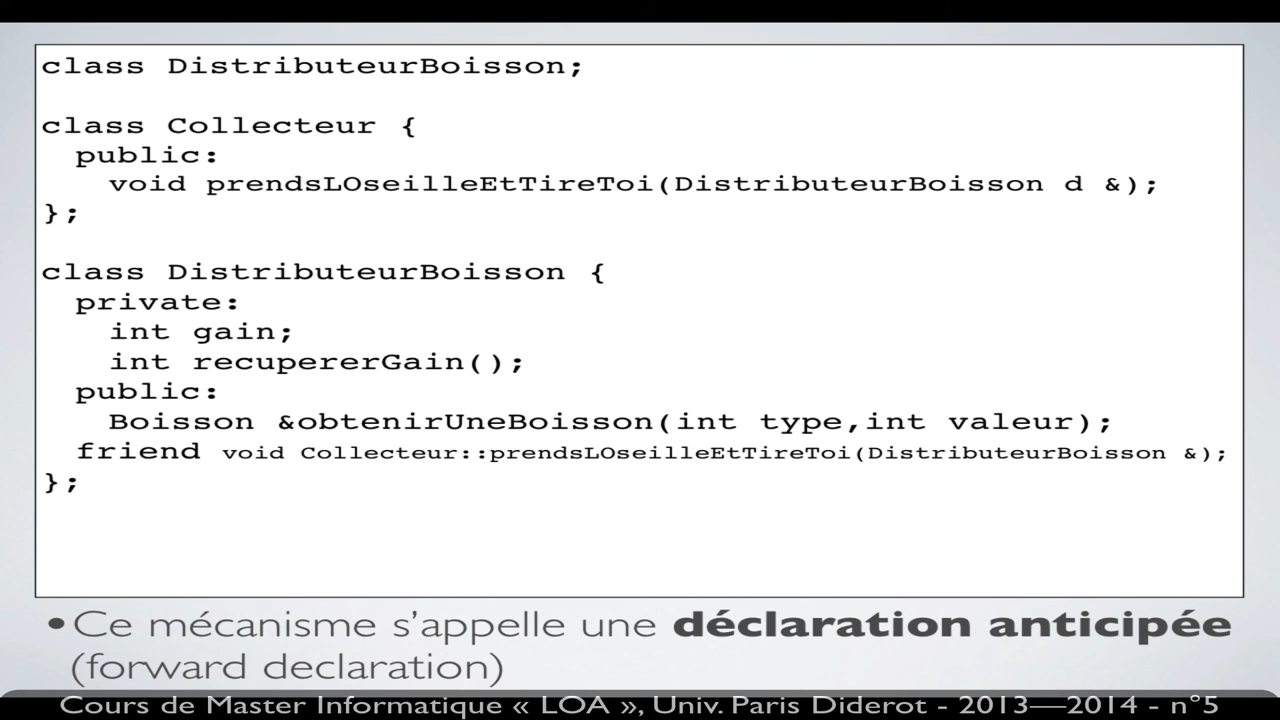 class DistributeurBoisson;
class Collecteur {
public:
void prendsLOseilleEtTireToi(DistributeurBoisson d &);
};
class DistributeurBoisson {
private:
int gain;
int recupererGain();
public:
Boisson &obtenirUneBoisson(int type,int valeur);
friend void Collecteur::prendsLOseilleEtTireToi(DistributeurBoisson &);
};
•Ce mécanisme s’appelle une déclaration anticipée
(forward declaration)
Cours de Master Informatique « LOA », Univ. Paris Diderot - 2013—2014 - n°5